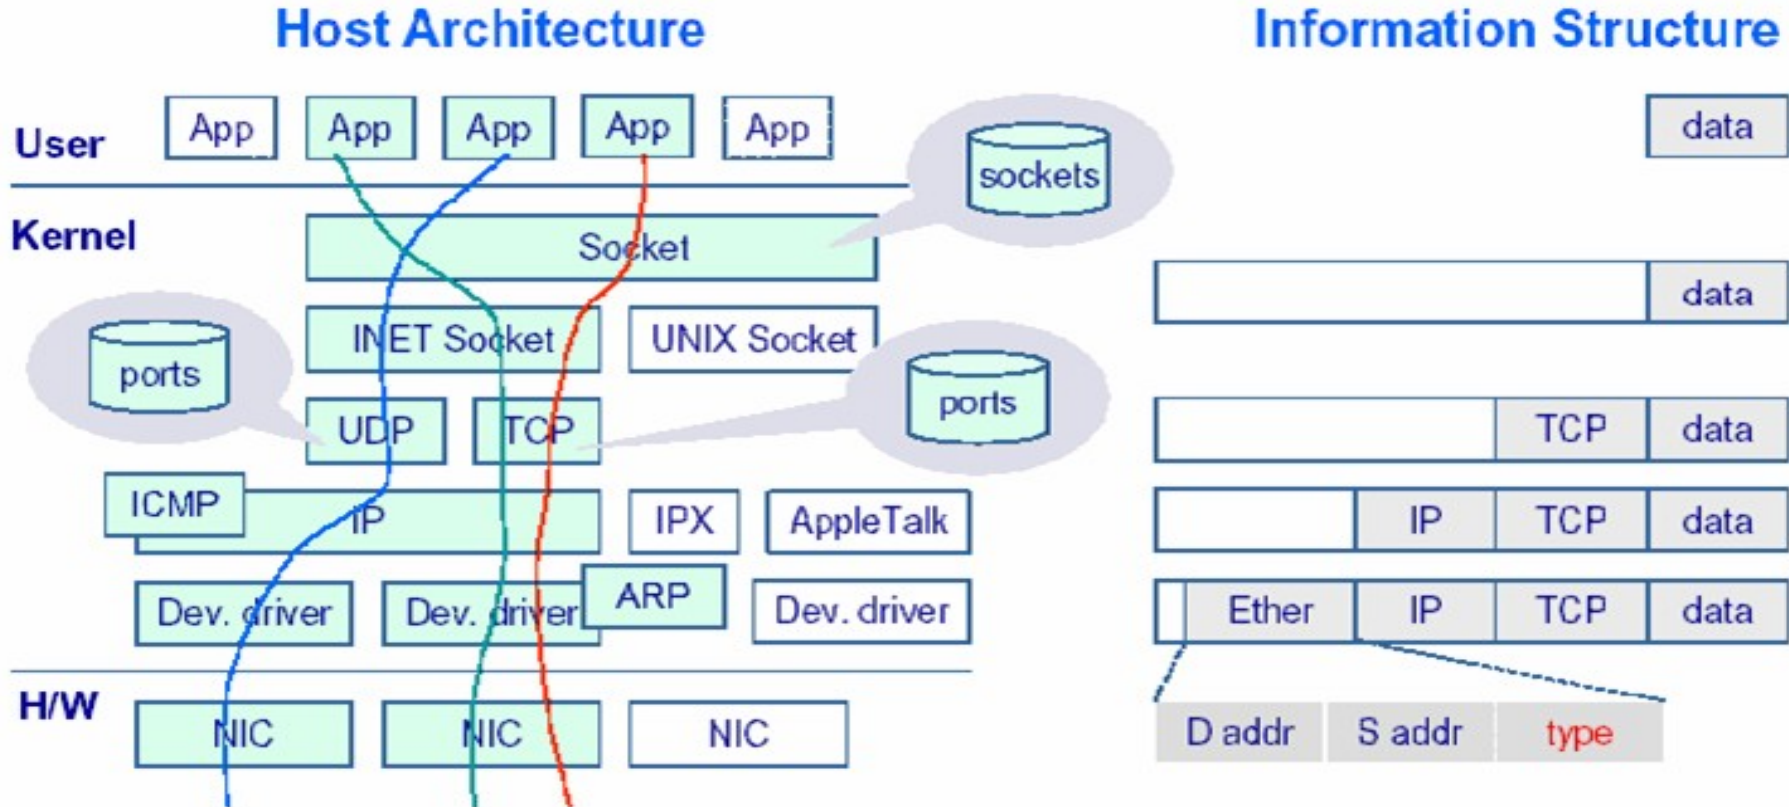 Host Architecture
Information Structure
User
App
App
App
App
App
sockets
data
Kernel
Socket
data
ports
INET Socket
UNIX Socket
ports
UDP
TCP
TCP
data
ICMP
IP
IPX
AppleTalk
IP
TCP
data
Dev. driver
Dev. driver
ARP
Dev. driver
Ether
IP
TCP
data
H/W
NIC
NIC
NIC
D addr
S addr
type